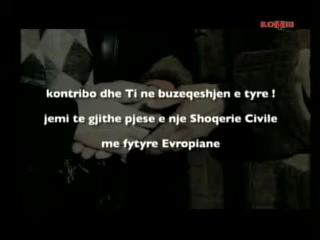 kontribo dhe Ti ne buzeqeshjen e tyre !
jemi te gjithe pjese e nje Shoqerie Civile
me fytyre Evropiane